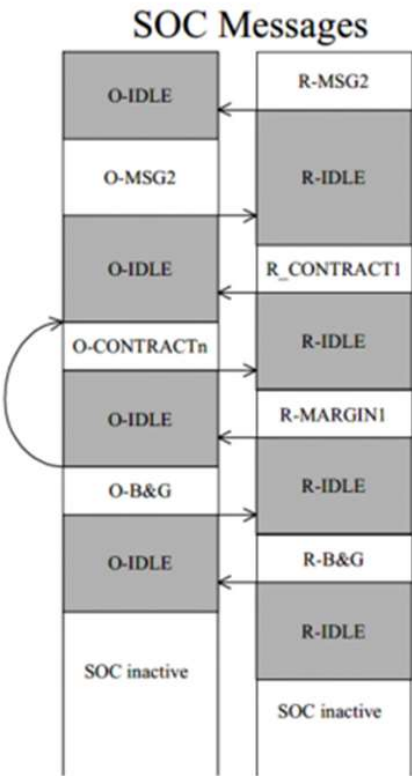 SOC Messages
O-IDLE
R-MSG2
O-MSG2
R-IDLE
O-IDLE
R_CONTRACT1
O-CONTRACTn
R-IDLE
O-IDLE
R-MARGIN1
O-B&G
R-IDLE
O-IDLE
R-B&G
R-IDLE
SOC inactive
SOC inactive